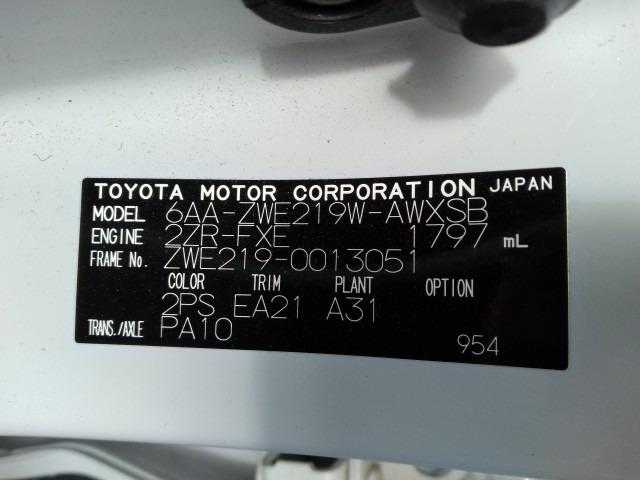 TOYOTA MOTOR CORPORATION JAPAN
MODEL 6AA-ZWE219W-AWXSB
ENGINE 2ZR-FXE 1797 mL
FRAME No. ZWE219-0013051
COLOR TRIM PLANT OPTION
2PS EA21 A31
TRANS./AXLE PA10
954